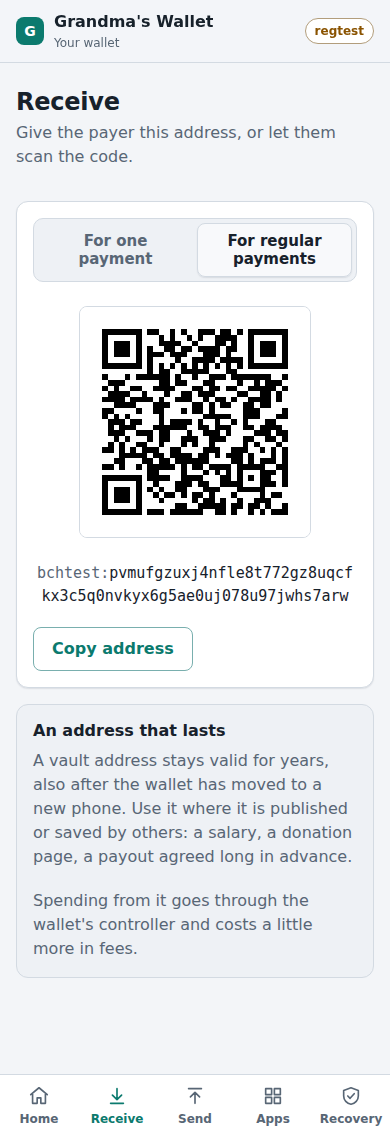 G
Grandma's Wallet
Your wallet
regtest
Receive
Give the payer this address, or let them
scan the code.
For one
payment
For regular
payments
bchtest:pvmufgzuxj4nfle8t772gz8uqcf
kx3c5q0nvkyx6g5ae0uj078u97jwhs7arw
Copy address
An address that lasts
A vault address stays valid for years,
also after the wallet has moved to a
new phone. Use it where it is published
or saved by others: a salary, a donation
page, a payout agreed long in advance.
Spending from it goes through the
wallet's controller and costs a little
more in fees.
Home
Receive
Send
Apps
Recovery